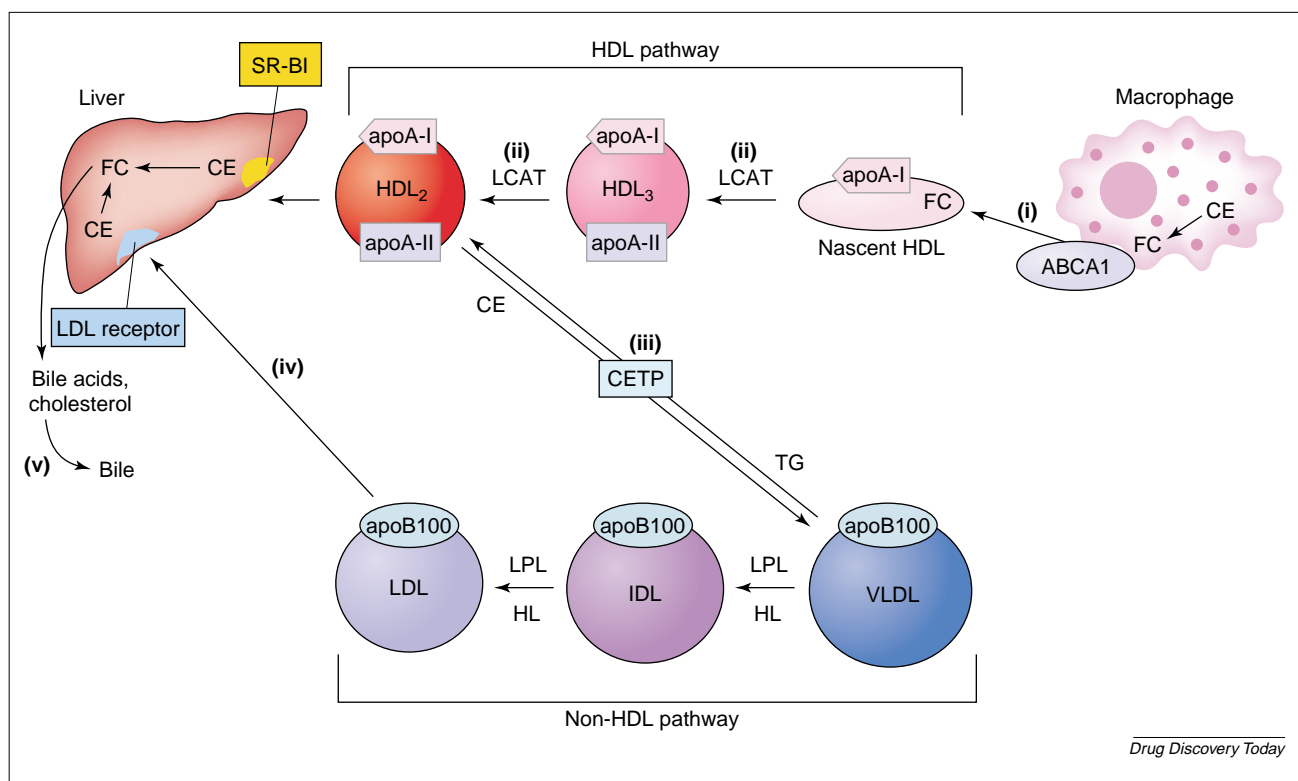 HDL pathway
SR-BI
Liver
Macrophage
apoA-I
apoA-I
(ii)
LCAT
(ii)
LCAT
apoA-I
FC
CE
HDL2
HDL3
FC
(i)
CE
CE
apoA-II
apoA-II
Nascent HDL
FC
ABCA1
LDL receptor
CE
(iii)
CETP
(iv)
Bile acids,
cholesterol
(v)
Bile
TG
apoB100
apoB100
apoB100
LDL
LPL
HL
IDL
LPL
HL
VLDL
Non-HDL pathway
Drug Discovery Today